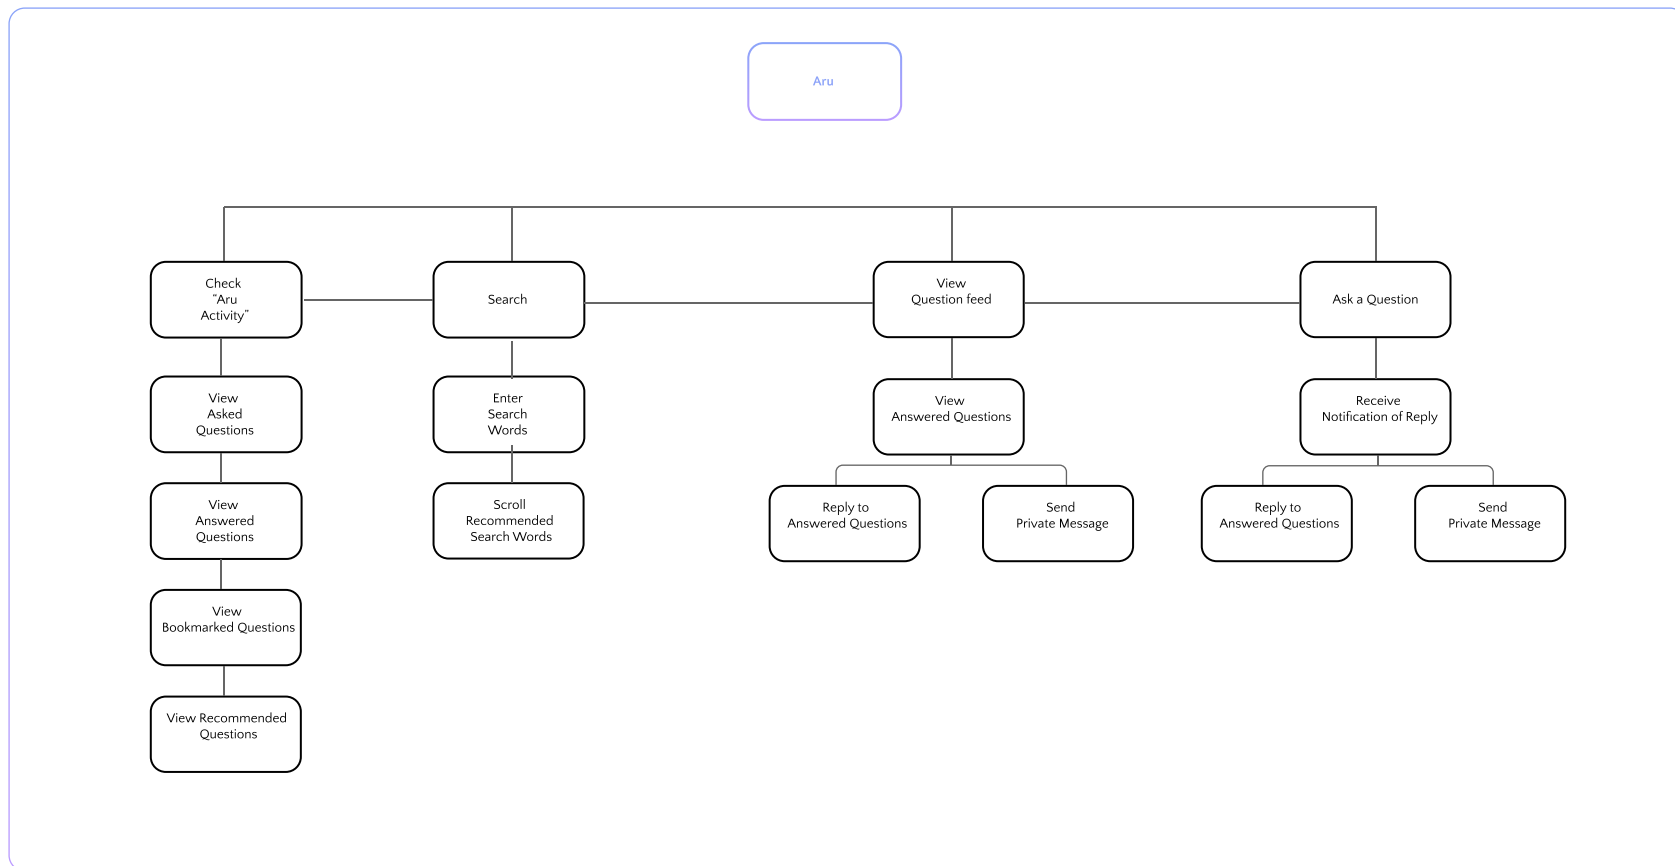 Aru
Check
"Aru
Activity"
Search
View
Question feed
Ask a Question
View
Asked
Questions
Enter
Search
Words
View
Answered Questions
Receive
Notification of Reply
View
Answered
Questions
Scroll
Recommended
Search Words
Reply to
Answered Questions
Send
Private Message
Reply to
Answered Questions
Send
Private Message
View
Bookmarked Questions
View Recommended
Questions